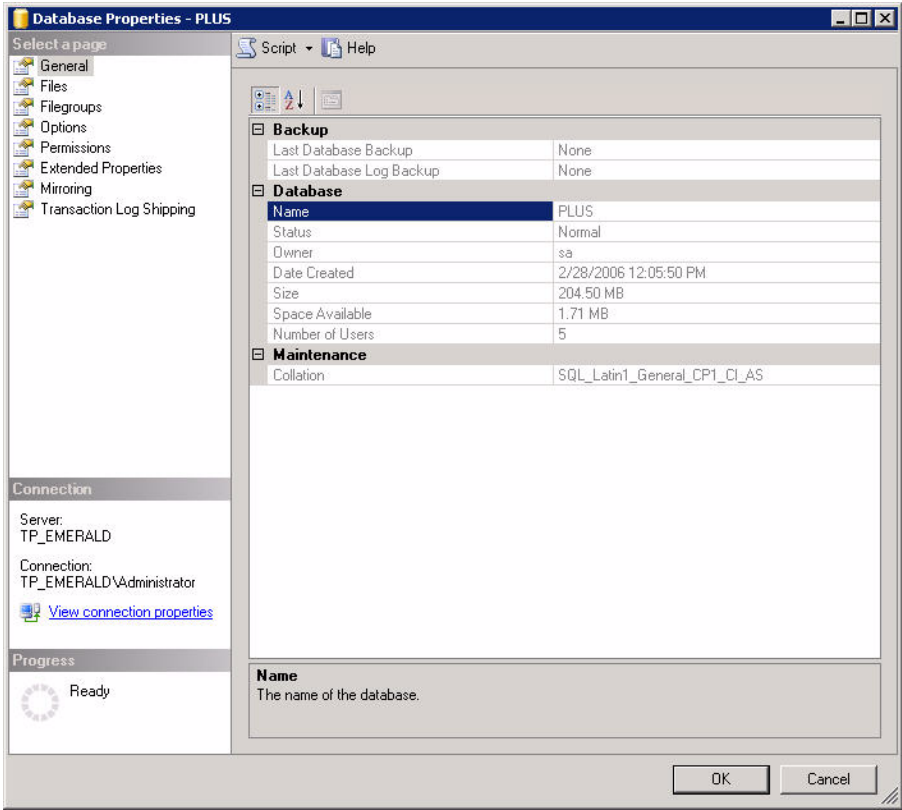 Database Properties - PLUS
Select a page
General
Files
Filegroups
Options
Permissions
Extended Properties
Mirroring
Transaction Log Shipping
Script Help
Backup
Last Database Backup None
Last Database Log Backup None
Database
Name PLUS
Status Normal
Owner sa
Date Created 2/28/2006 12:05:50 PM
Size 204.50 MB
Space Available 1.71 MB
Number of Users 5
Maintenance
Collation SQL_Latin1_General_CP1_CI_AS
Connection
Server:
TP_EMERALD
Connection:
TP_EMERALD\Administrator
View connection properties
Progress
Ready
Name
The name of the database.
OK Cancel